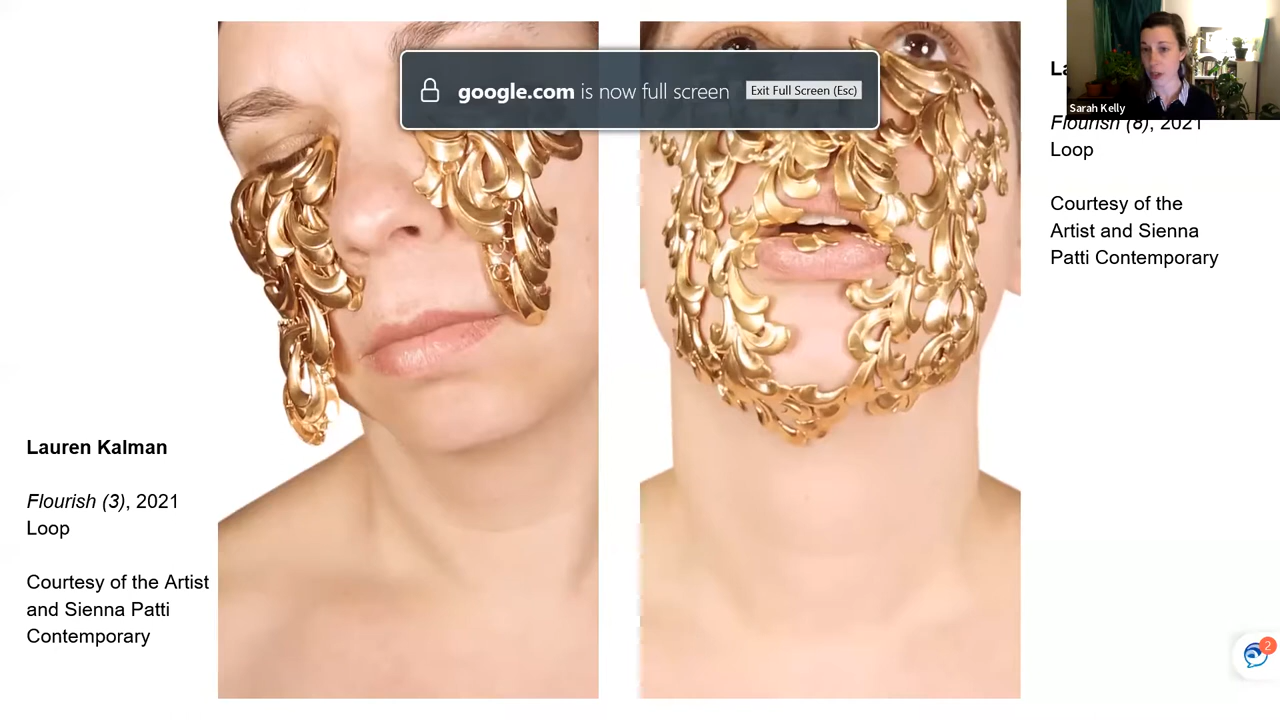 google.com is now full screen Exit Full Screen (Esc)
Sarah Kelly
Lauren Kalman
Flourish (3), 2021
Loop
Courtesy of the Artist
and Sienna Patti
Contemporary
La
Flourish (8), 2021
Loop
Courtesy of the
Artist and Sienna
Patti Contemporary
2